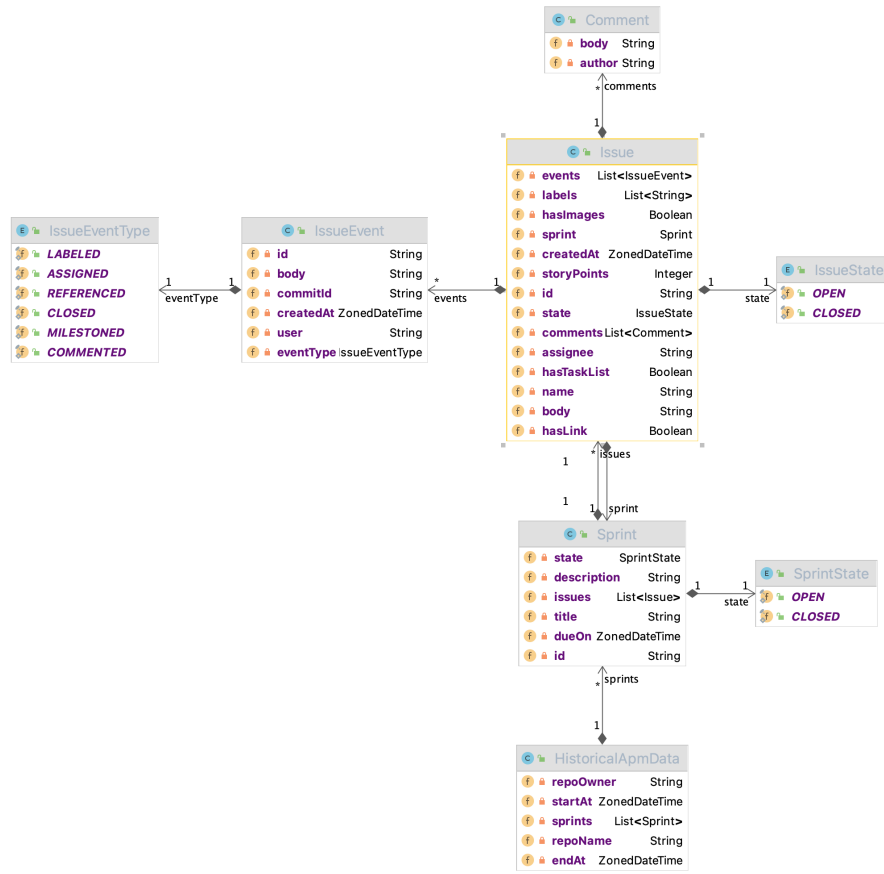 Comment
body String
author String
* comments
1
Issue
events List<IssueEvent>
labels List<String>
hasImages Boolean
sprint Sprint
createdAt ZonedDateTime
storyPoints Integer
id String
state IssueState
comments List<Comment>
assignee String
hasTaskList Boolean
name String
body String
hasLink Boolean
IssueEventType
LABELED
ASSIGNED
REFERENCED
CLOSED
MILESTONED
COMMENTED
1 1
eventType
IssueEvent
id String
body String
commitId String
createdAt ZonedDateTime
user String
eventType IssueEventType
* 1
events
1 1
state
IssueState
OPEN
CLOSED
* issues
1
1
1 sprint
Sprint
state SprintState
description String
issues List<Issue>
title String
dueOn ZonedDateTime
id String
1 1
state
SprintState
OPEN
CLOSED
* sprints
1
HistoricalApmData
repoOwner String
startAt ZonedDateTime
sprints List<Sprint>
repoName String
endAt ZonedDateTime